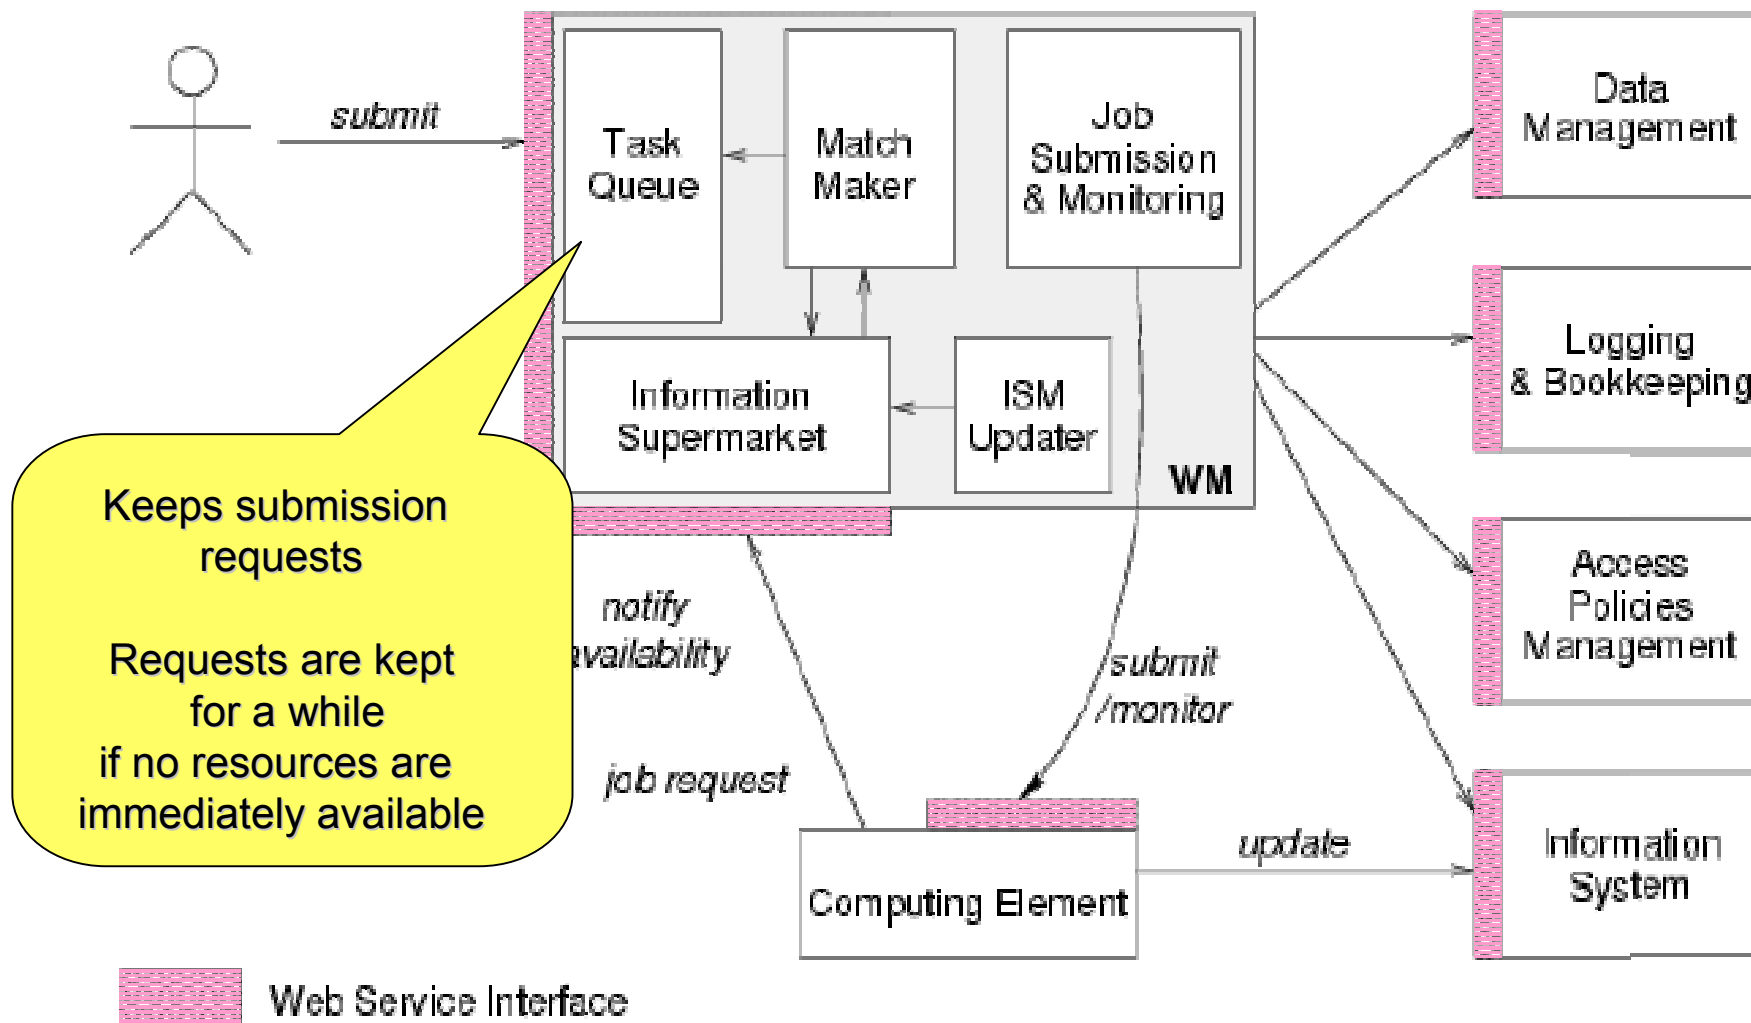 submit
Task
Queue
Match
Maker
Job
Submission
& Monitoring
Data
Management
Information
Supermarket
ISM
Updater
WM
Logging
& Bookkeeping
Keeps submission
requests
Requests are kept
for a while
if no resources are
immediately available
notify
availability
job request
submit
/monitor
Access
Policies
Management
Computing Element
update
Information
System
Web Service Interface